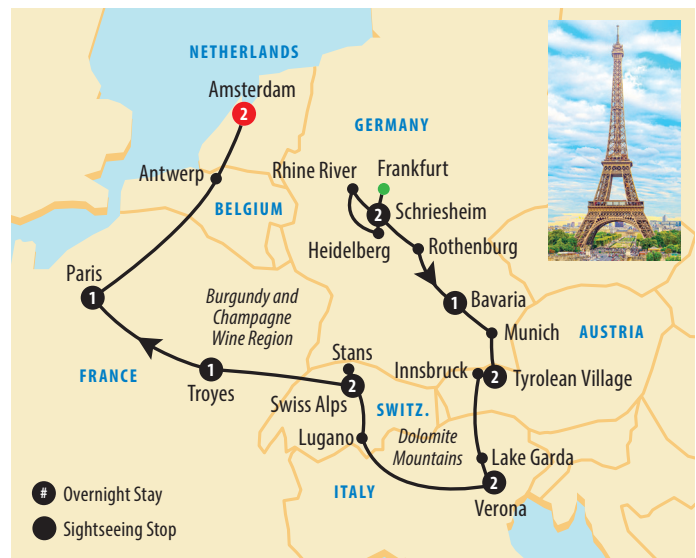 NETHERLANDS
Amsterdam
2
GERMANY
Antwerp
Rhine River
Frankfurt
BELGIUM
2
Schriesheim
Heidelberg
Rothenburg
Paris
1
Burgundy and
Champagne
Wine Region
1
Bavaria
Munich
AUSTRIA
Stans
Innsbruck
FRANCE
1
2
2
Tyrolean Village
Troyes
Swiss Alps
SWITZ.
Lugano
Dolomite
Mountains
Lake Garda
ITALY
2
Verona
# Overnight Stay
Sightseeing Stop